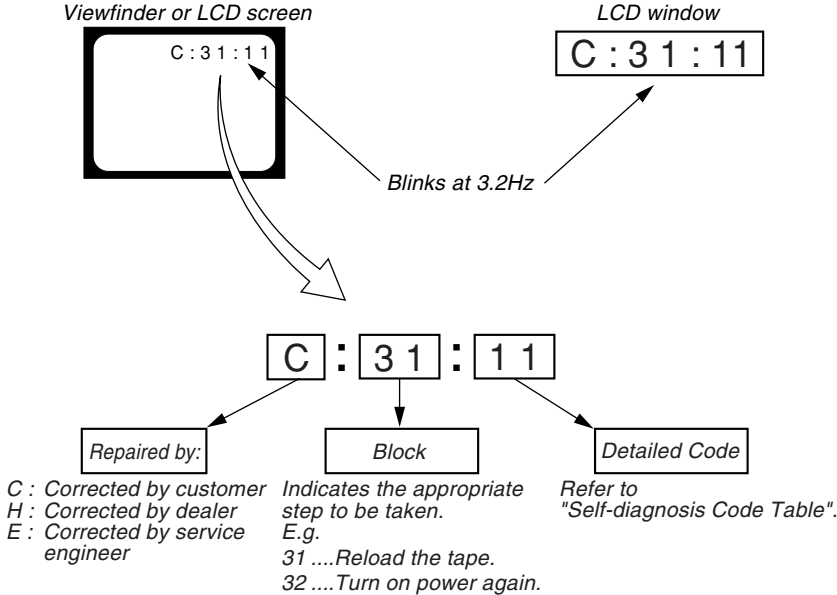 Viewfinder or LCD screen
LCD window
C : 3 1 : 1 1
C : 3 1 : 11
Blinks at 3.2Hz
C : 3 1 : 1 1
Repaired by:
C : Corrected by customer
H : Corrected by dealer
E : Corrected by service
engineer
Block
Indicates the appropriate
step to be taken.
E.g.
31 ....Reload the tape.
32 ....Turn on power again.
Detailed Code
Refer to
"Self-diagnosis Code Table".